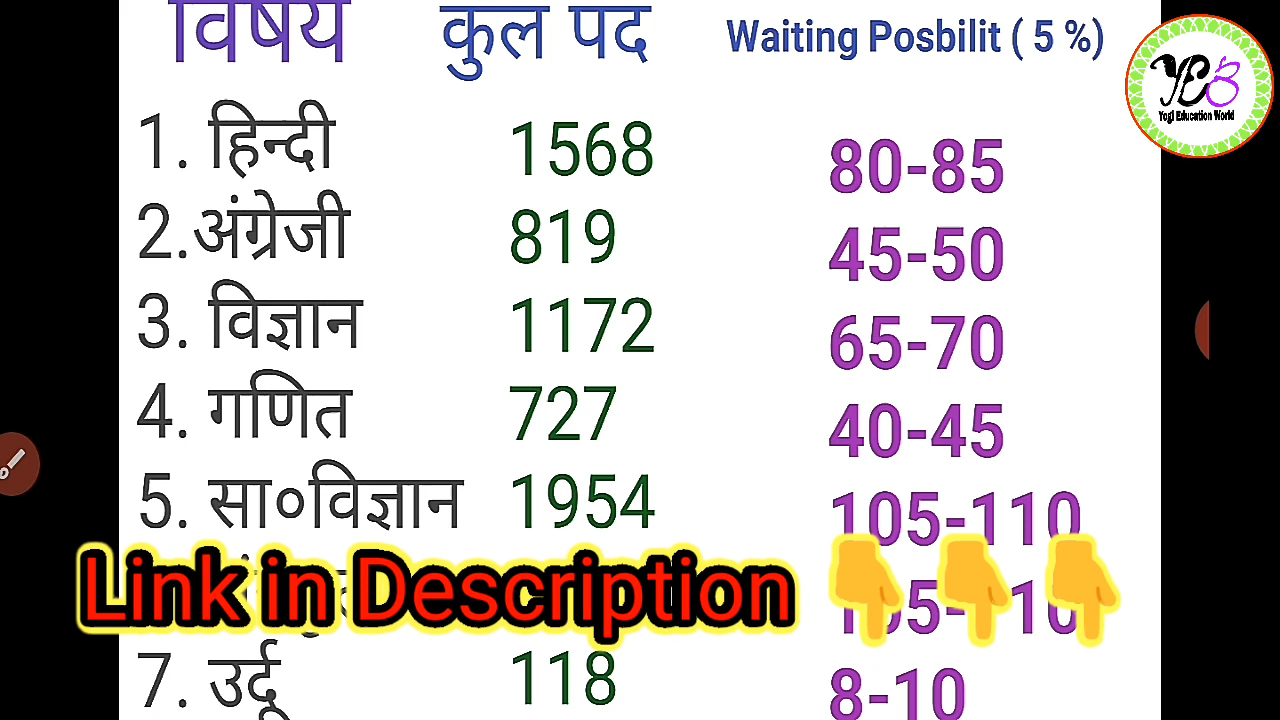 विषय कुल पद Waiting Posbilit ( 5 %)
YEB
Yogi Education World
1. हिन्दी 1568 80-85
2.अंग्रेजी 819 45-50
3. विज्ञान 1172 65-70
4. गणित 727 40-45
5. सा०विज्ञान 1954 105-110
Link in Description
7. उर्दू 118 8-10